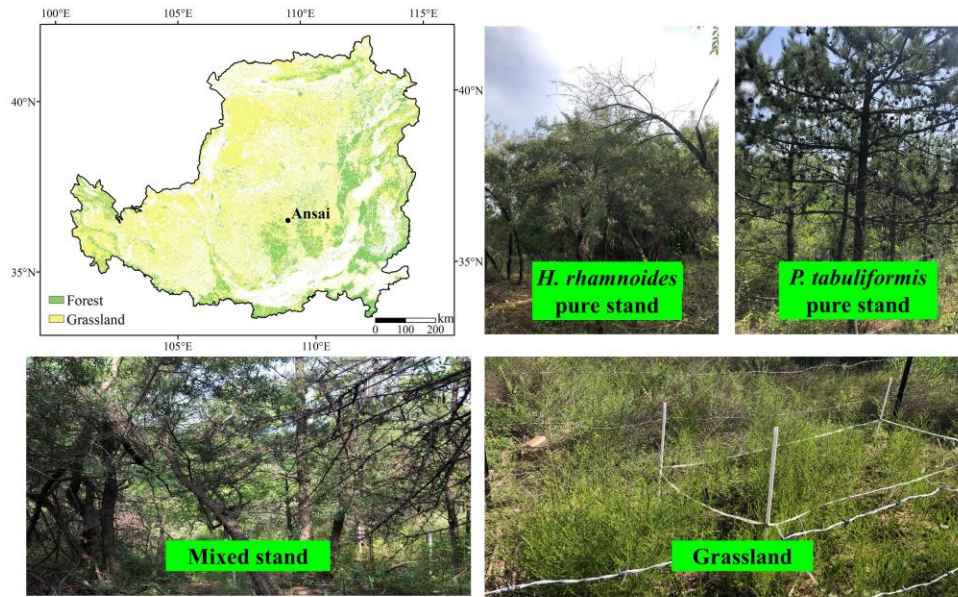 100°E
105°E
110°E
115°E
40°N
40°N
Ansai
35°N
35°N
Forest
Grassland
km
0 100 200
105°E
110°E
H. rhamnoides
pure stand
P. tabuliformis
pure stand
Mixed stand
Grassland